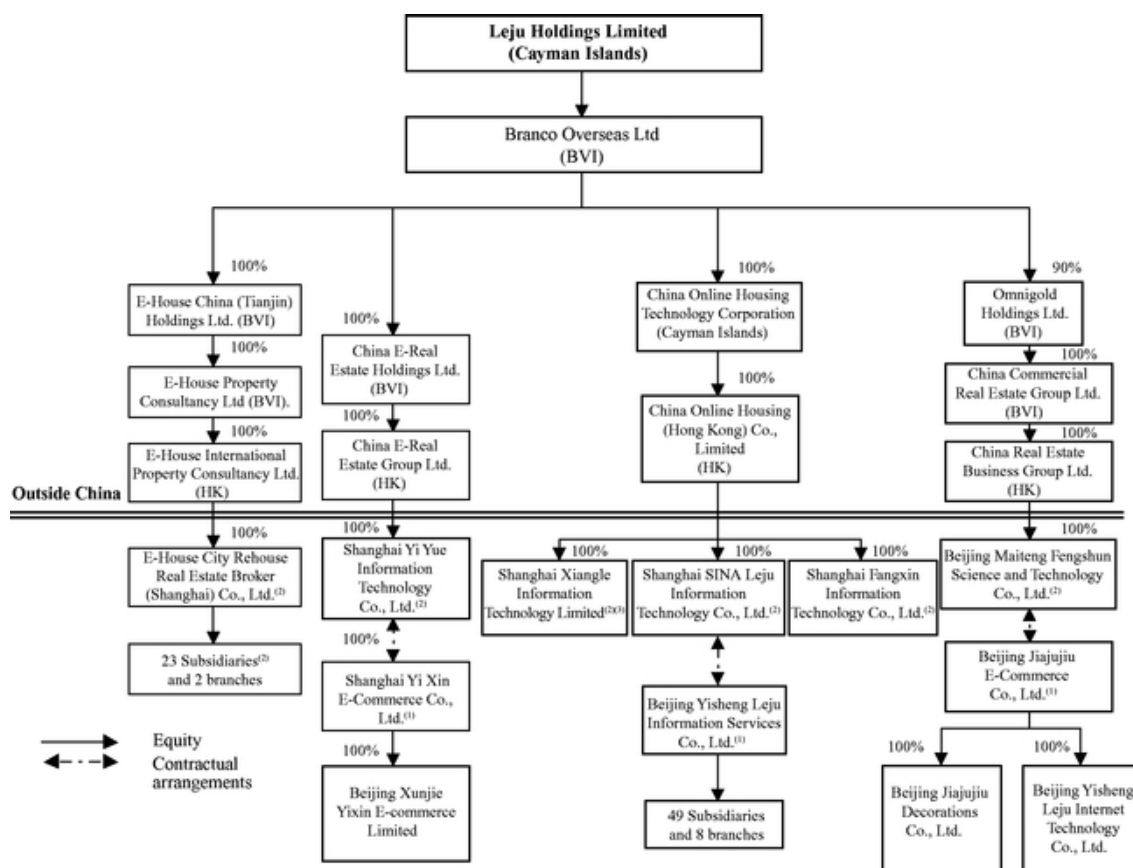 Leju Holdings Limited
(Cayman Islands)
Branco Overseas Ltd
(BVI)
100%
E-House China (Tianjin)
Holdings Ltd. (BVI)
100%
E-House Property
Consultancy Ltd (BVI).
100%
E-House International
Property Consultancy Ltd.
(HK)
100%
China E-Real
Estate Holdings Ltd.
(BVI)
100%
China E-Real
Estate Group Ltd.
(HK)
100%
China Online Housing
Technology Corporation
(Cayman Islands)
100%
China Online Housing
(Hong Kong) Co.,
Limited
(HK)
90%
Omnigold
Holdings Ltd.
(BVI)
100%
China Commercial
Real Estate Group Ltd.
(BVI)
100%
China Real Estate
Business Group Ltd.
(HK)
Outside China
100%
E-House City Rehouse
Real Estate Broker
(Shanghai) Co., Ltd.(2)
23 Subsidiaries(2)
and 2 branches
100%
Shanghai Yi Yue
Information
Technology
Co., Ltd.(2)
100%
Shanghai Yi Xin
E-Commerce Co.,
Ltd.(1)
100%
Beijing Xunjie
Yixin E-commerce
Limited
100%
Shanghai Xiangle
Information
Technology Limited(2)(3)
100%
Shanghai SINA Leju
Information
Technology Co., Ltd.(2)
100%
Shanghai Fangxin
Information
Technology Co., Ltd.(2)
Beijing Yisheng Leju
Information Services
Co., Ltd.(1)
49 Subsidiaries
and 8 branches
100%
Beijing Maiteng Fengshun
Science and Technology
Co., Ltd.(2)
Beijing Jiajujiu
E-Commerce
Co., Ltd.(1)
100%
Beijing Jiajujiu
Decorations
Co., Ltd.
100%
Beijing Yisheng
Leju Internet
Technology
Co., Ltd.
Equity
Contractual
arrangements